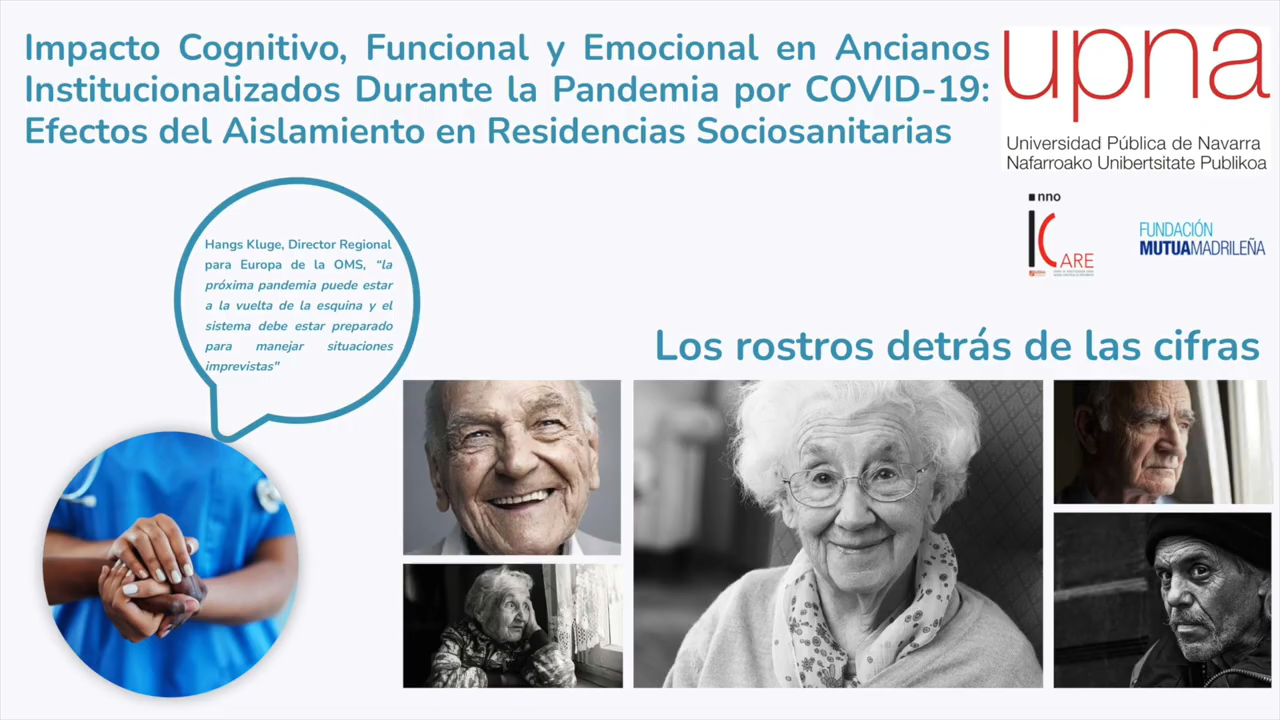 Impacto Cognitivo, Funcional y Emocional en Ancianos
Institucionalizados Durante la Pandemia por COVID-19:
Efectos del Aislamiento en Residencias Sociosanitarias
upna
Universidad Pública de Navarra
Nafarroako Unibertsitate Publikoa
nno
ICARE
FUNDACIÓN
MUTUAMADRILEÑA
Hangs Kluge, Director Regional
para Europa de la OMS, “la
próxima pandemia puede estar
a la vuelta de la esquina y el
sistema debe estar preparado
para manejar situaciones
imprevistas"
Los rostros detrás de las cifras